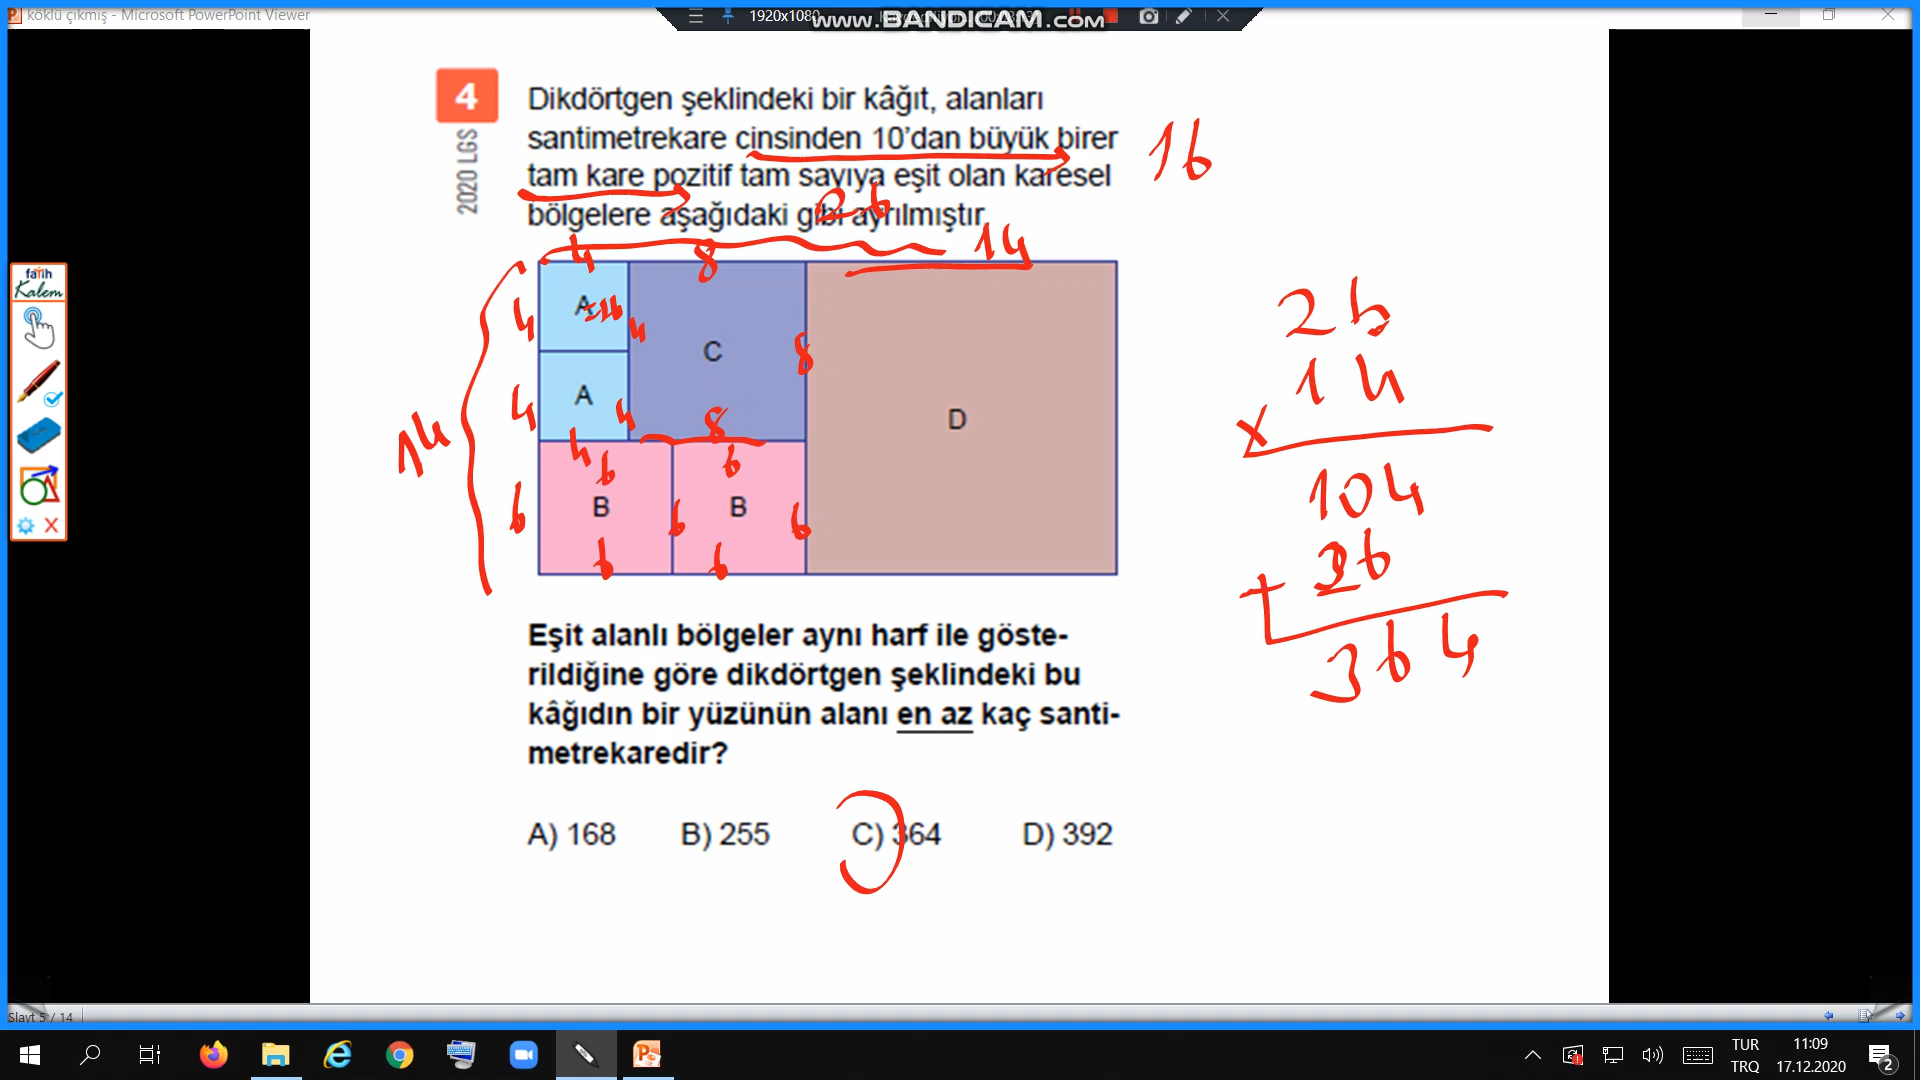 köklü çıkmış - Microsoft PowerPoint Viewer
1920x1080
www.BANDICAM.com
4
2020 LGS
Dikdörtgen şeklindeki bir kâğıt, alanları
santimetrekare cinsinden 10'dan büyük birer
tam kare pozitif tam sayıya eşit olan karesel
bölgelere aşağıdaki gibi ayrılmıştır.
16
26
14
4
8
4
A
=16
4
C
8
4
A
4
8
4
14
D
6
6
6
B
6
B
6
6
6
26
x 14
104
+ 26
364
Eşit alanlı bölgeler aynı harf ile göste-
rildiğine göre dikdörtgen şeklindeki bu
kâğıdın bir yüzünün alanı en az kaç santi-
metrekaredir?
A) 168 B) 255 C) 364 D) 392
fatih
Kalem
Slayt 5 / 14
TUR
TRQ
11:09
17.12.2020
2